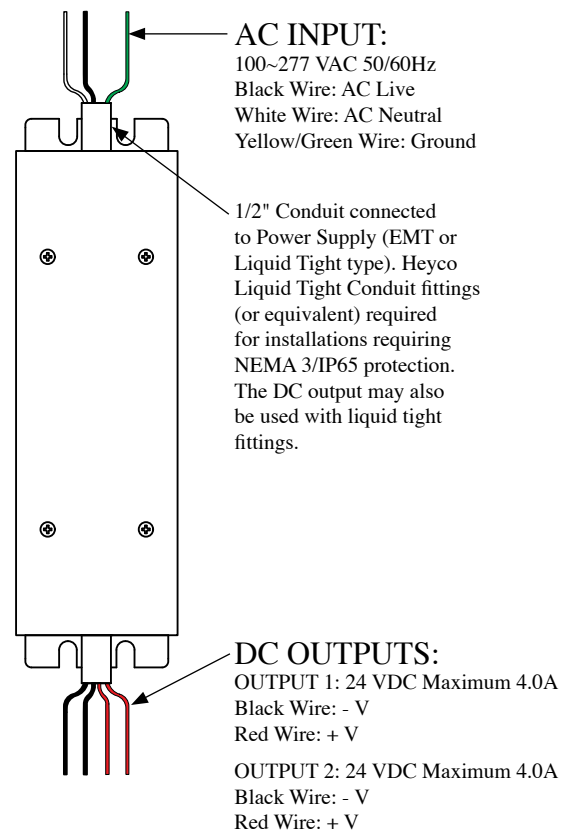 AC INPUT:
100~277 VAC 50/60Hz
Black Wire: AC Live
White Wire: AC Neutral
Yellow/Green Wire: Ground
1/2" Conduit connected
to Power Supply (EMT or
Liquid Tight type). Heyco
Liquid Tight Conduit fittings
(or equivalent) required
for installations requiring
NEMA 3/IP65 protection.
The DC output may also
be used with liquid tight
fittings.
DC OUTPUTS:
OUTPUT 1: 24 VDC Maximum 4.0A
Black Wire: - V
Red Wire: + V
OUTPUT 2: 24 VDC Maximum 4.0A
Black Wire: - V
Red Wire: + V